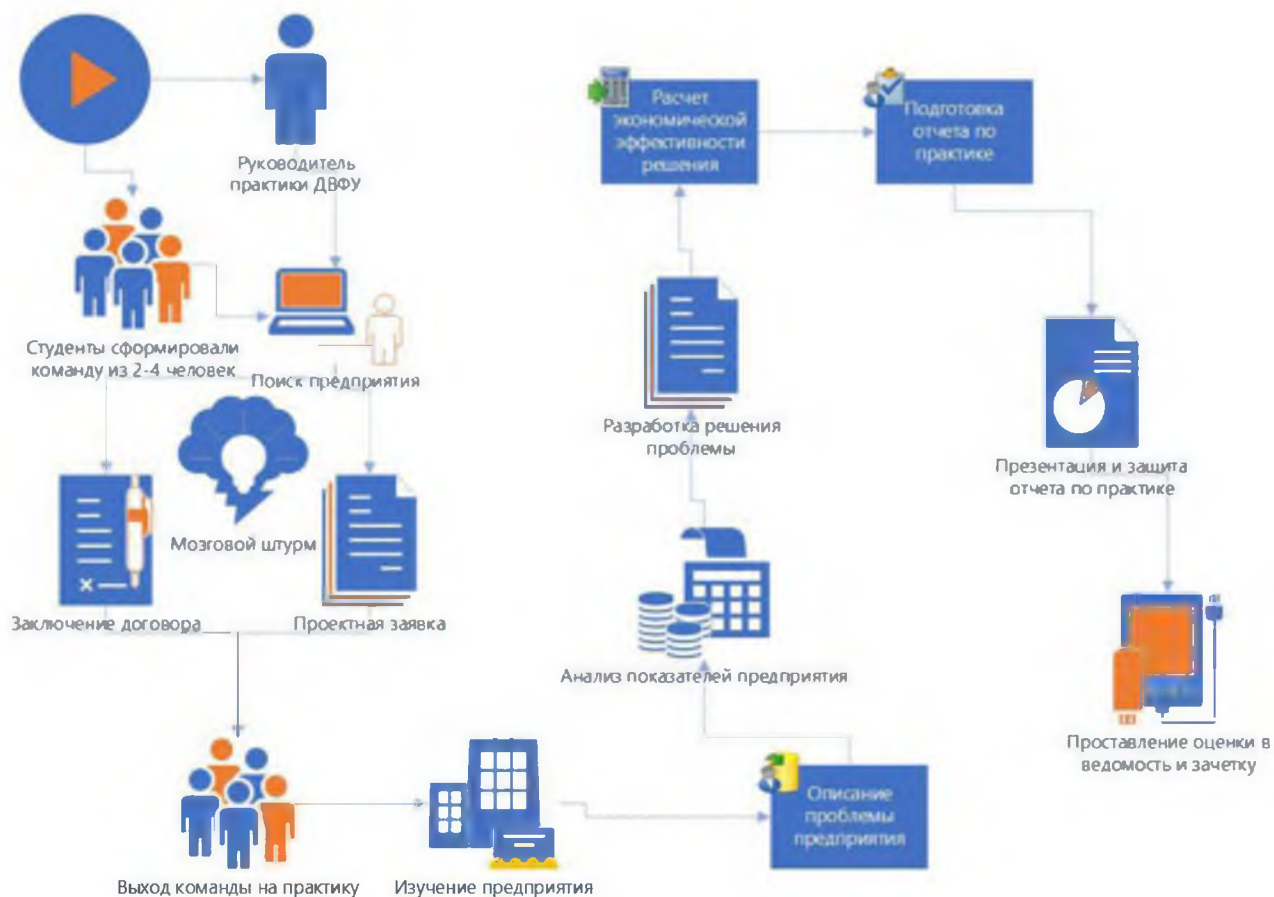 Руководитель
практики ДВФУ
Студенты сформировали
команду из 2-4 человек
Поиск предприятия
Мозговой штурм
Заключение договора
Проектная заявка
Выход команды на практику
Изучение предприятия
Описание
проблемы
предприятия
Анализ показателей предприятия
Разработка решения
проблемы
Расчет
экономической
эффективности
решения
Подготовка
отчета по
практике
Презентация и защита
отчета по практике
Проставление оценки в
ведомость и зачетку